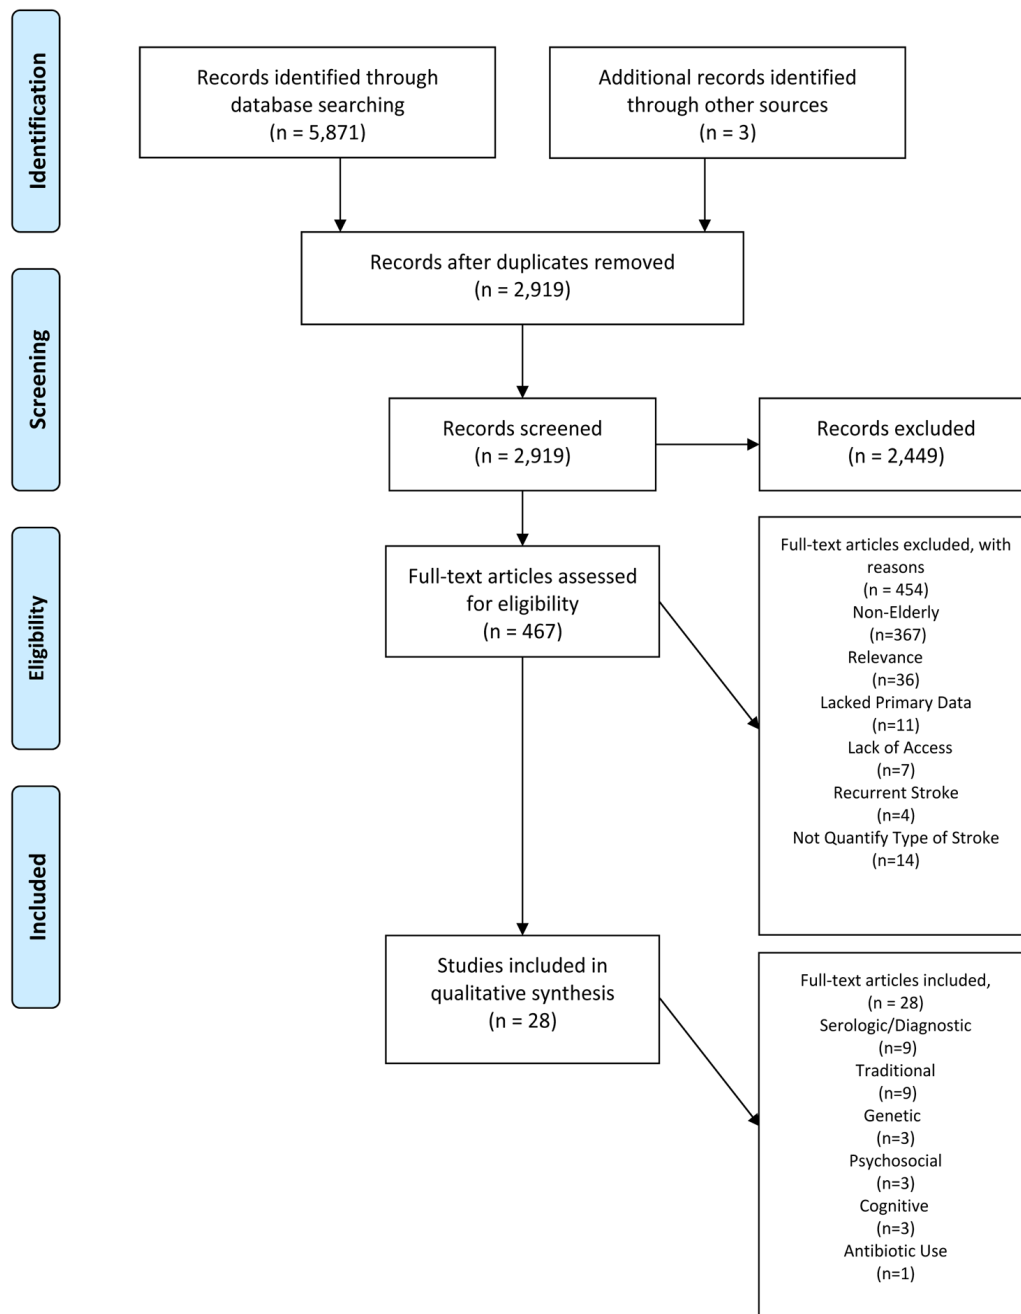 Identification
Records identified through
database searching
(n = 5,871)
Additional records identified
through other sources
(n = 3)
Records after duplicates removed
(n = 2,919)
Screening
Records screened
(n = 2,919)
Records excluded
(n = 2,449)
Eligibility
Full-text articles assessed
for eligibility
(n = 467)
Full-text articles excluded, with
reasons
(n = 454)
Non-Elderly
(n=367)
Relevance
(n=36)
Lacked Primary Data
(n=11)
Lack of Access
(n=7)
Recurrent Stroke
(n=4)
Not Quantify Type of Stroke
(n=14)
Included
Studies included in
qualitative synthesis
(n = 28)
Full-text articles included,
(n = 28)
Serologic/Diagnostic
(n=9)
Traditional
(n=9)
Genetic
(n=3)
Psychosocial
(n=3)
Cognitive
(n=3)
Antibiotic Use
(n=1)